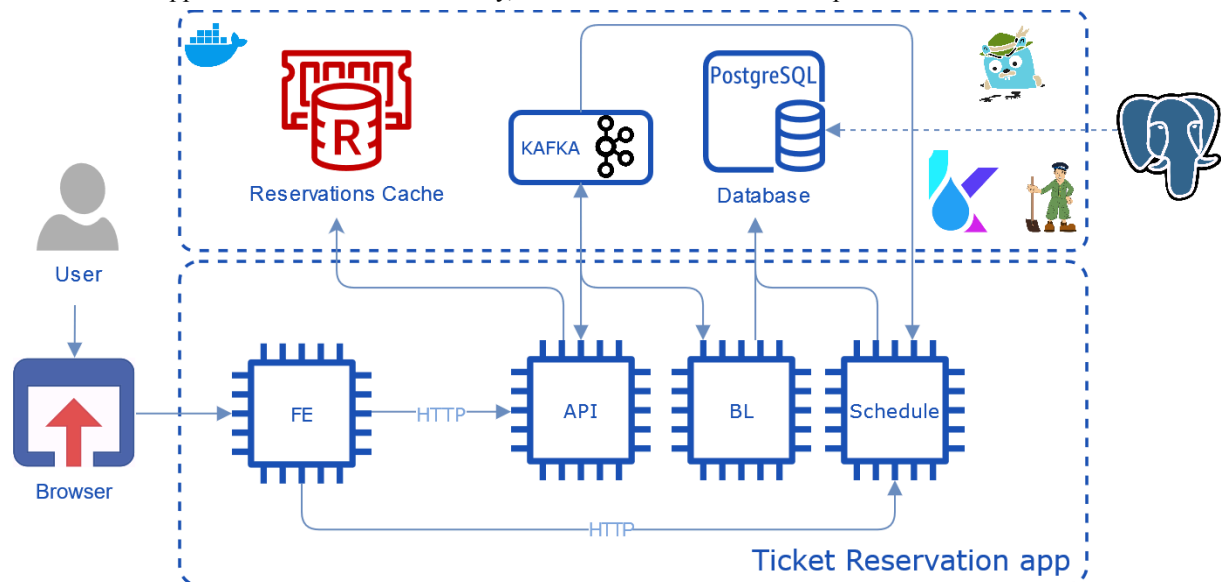 PostgreSQL
KAFKA
R
Reservations Cache
Database
User
FE
HTTP
API
BL
Schedule
Browser
HTTP
Ticket Reservation app